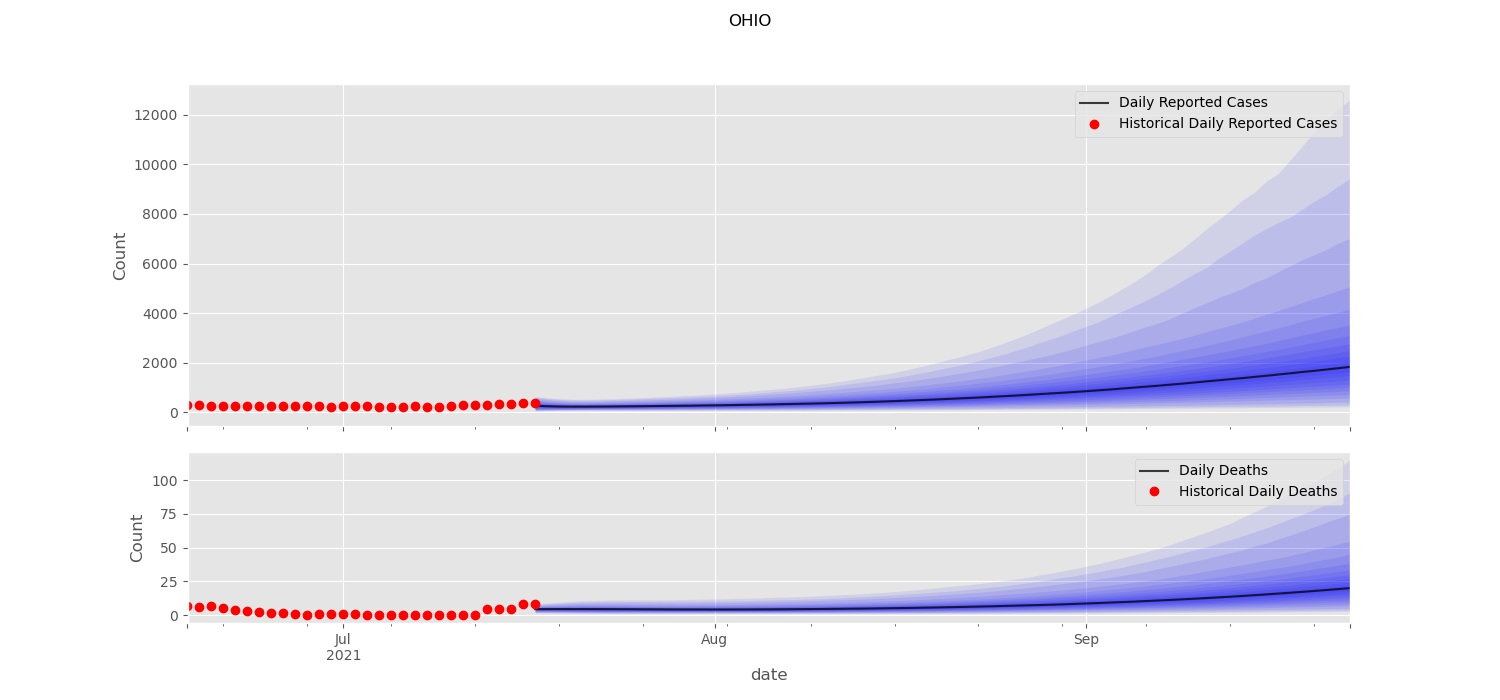 OHIO
12000
10000
8000
6000
4000
2000
0
Count
Daily Reported Cases
Historical Daily Reported Cases
100
75
50
25
0
Count
Daily Deaths
Historical Daily Deaths
Jul
2021
Aug
Sep
date